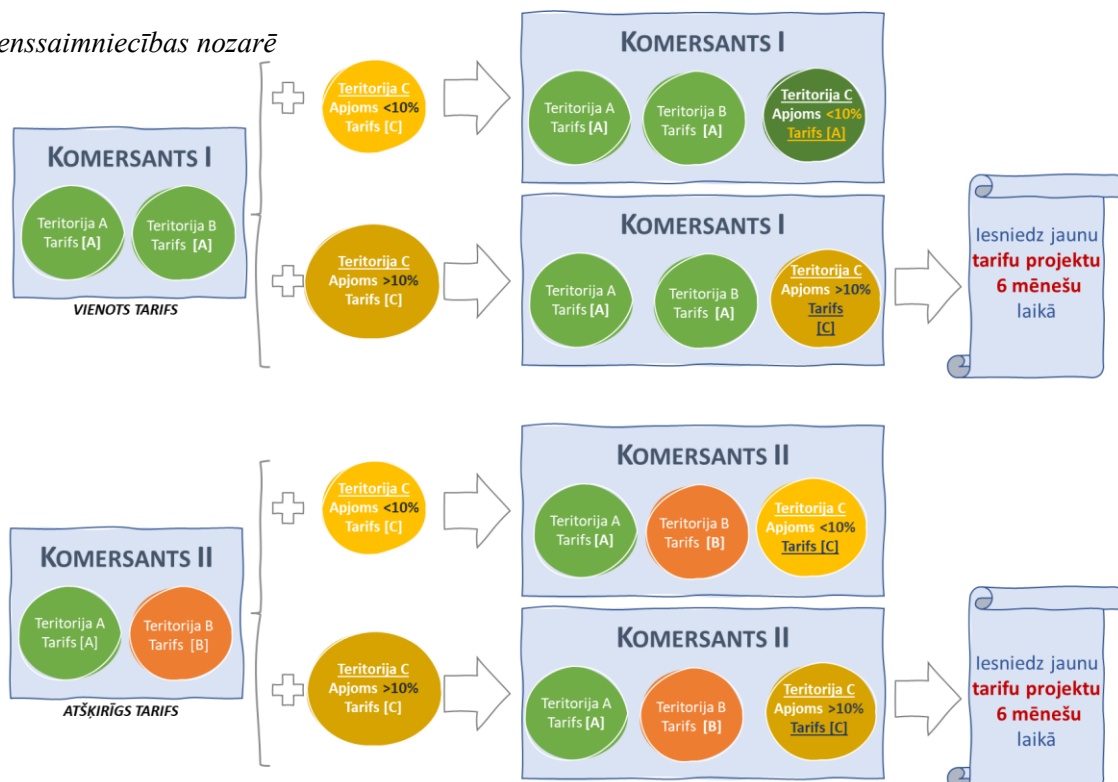 enssaimniecības nozarē
KOMERSANTS I
Teritorija A
Tarifs [A]
Teritorija B
Tarifs [A]
VIENOTS TARIFS
Teritorija C
Apjoms <10%
Tarifs [C]
KOMERSANTS I
Teritorija A
Tarifs [A]
Teritorija B
Tarifs [A]
Teritorija C
Apjoms <10%
Tarifs [A]
Teritorija C
Apjoms >10%
Tarifs [C]
KOMERSANTS I
Teritorija A
Tarifs [A]
Teritorija B
Tarifs [A]
Teritorija C
Apjoms >10%
Tarifs
[C]
Iesniedz jaunu
tarifu projektu
6 mēnešu
laikā
KOMERSANTS II
Teritorija A
Tarifs [A]
Teritorija B
Tarifs [B]
ATŠĶIRĪGS TARIFS
Teritorija C
Apjoms <10%
Tarifs [C]
KOMERSANTS II
Teritorija A
Tarifs [A]
Teritorija B
Tarifs [B]
Teritorija C
Apjoms <10%
Tarifs [C]
Teritorija C
Apjoms >10%
Tarifs [C]
KOMERSANTS II
Teritorija A
Tarifs [A]
Teritorija B
Tarifs [B]
Teritorija C
Apjoms >10%
Tarifs [C]
Iesniedz jaunu
tarifu projektu
6 mēnešu
laikā